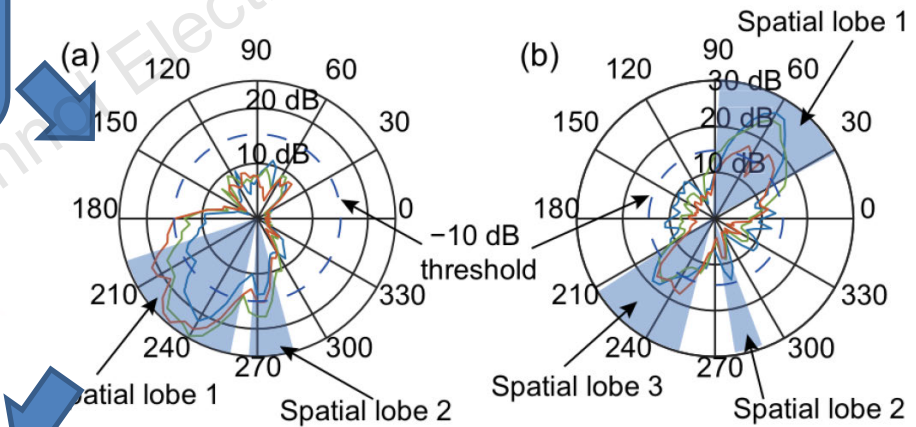 Spatial lobe 1
(a)
90
120
60
20 dB
150
30
10 dB
180
0
210
330
240
300
270
Spatial lobe 2
−10 dB
threshold
(b)
90
30 dB
120
60
20 dB
150
30
10 dB
180
0
210
330
240
300
270
Spatial lobe 3
Spatial lobe 2
patial lobe 1
Elect